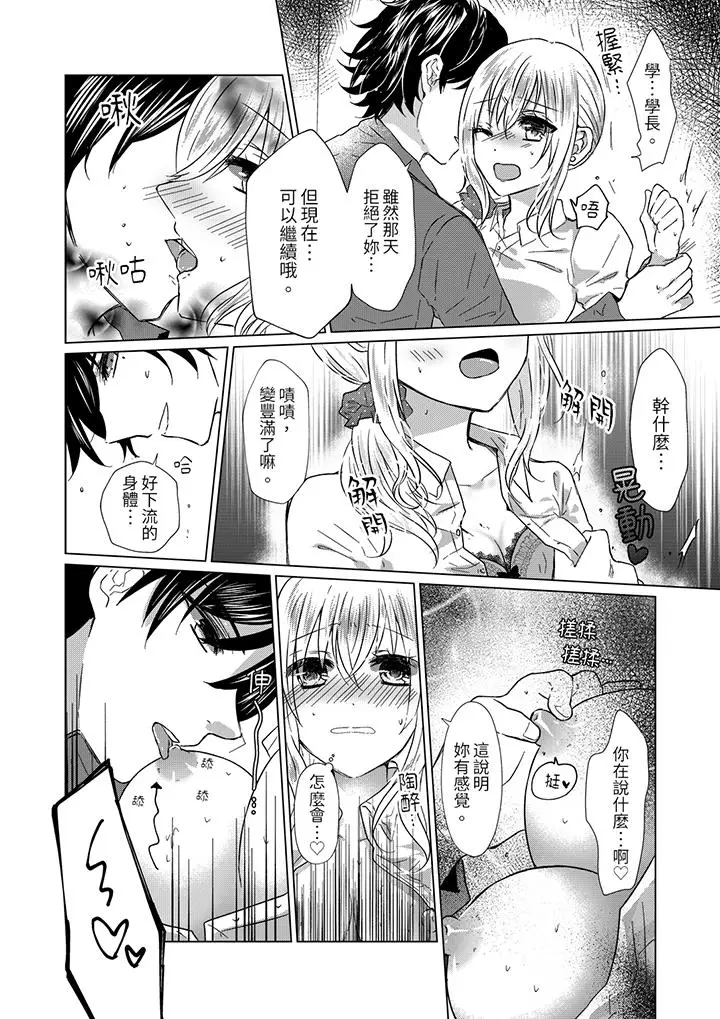 學…學長。
握緊…
唔
雖然那天
拒絕了妳…
但現在…
可以繼續哦。
啾
啾咕
幹什麼…
晃動♥
解開
解開
嘖嘖，
變豐滿了嘛。
哈
好下流的
身體…
你在說什麼…啊♡
搓揉
搓揉…
挺♥
這說明
妳有感覺。
陶醉…
怎麼會…♡
伸
舔
舔
舔
舔